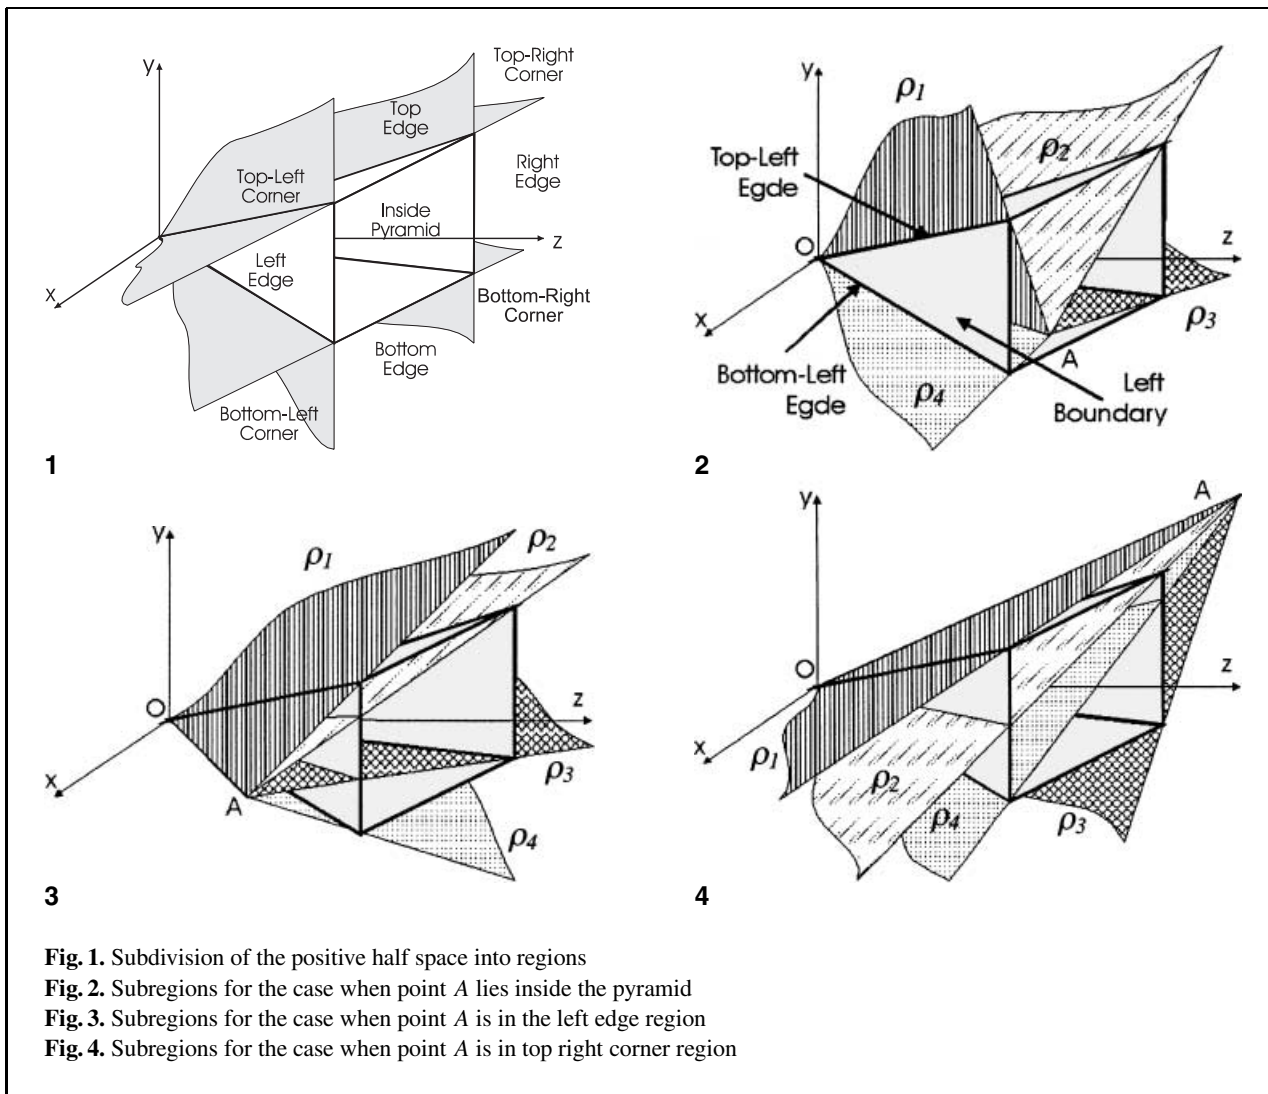 y
Top-Right
Corner
Top
Edge
Top-Left
Corner
Right
Edge
Inside
Pyramid
z
Left
Edge
x
Bottom-Right
Corner
Bottom
Edge
Bottom-Left
Corner
1
y
ρ1
ρ2
Top-Left
Egde
O
z
x
ρ3
A
Bottom-Left
Egde
ρ4
Left
Boundary
2
y
ρ1
ρ2
O
z
x
A
ρ3
ρ4
3
A
y
O
z
x
ρ1
ρ2
ρ4
ρ3
4
Fig. 1. Subdivision of the positive half space into regions
Fig. 2. Subregions for the case when point A lies inside the pyramid
Fig. 3. Subregions for the case when point A is in the left edge region
Fig. 4. Subregions for the case when point A is in top right corner region